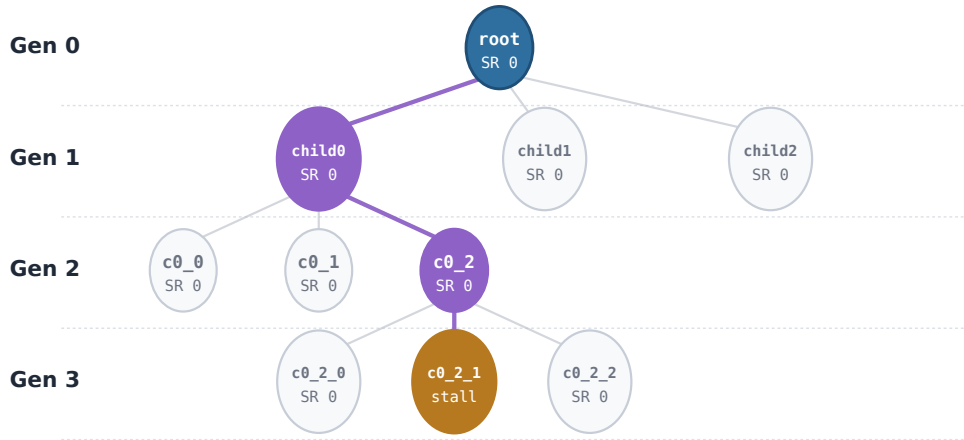 Gen 0
root
SR 0
Gen 1
child0
SR 0
child1
SR 0
child2
SR 0
Gen 2
c0_0
SR 0
c0_1
SR 0
c0_2
SR 0
Gen 3
c0_2_0
SR 0
c0_2_1
stall
c0_2_2
SR 0